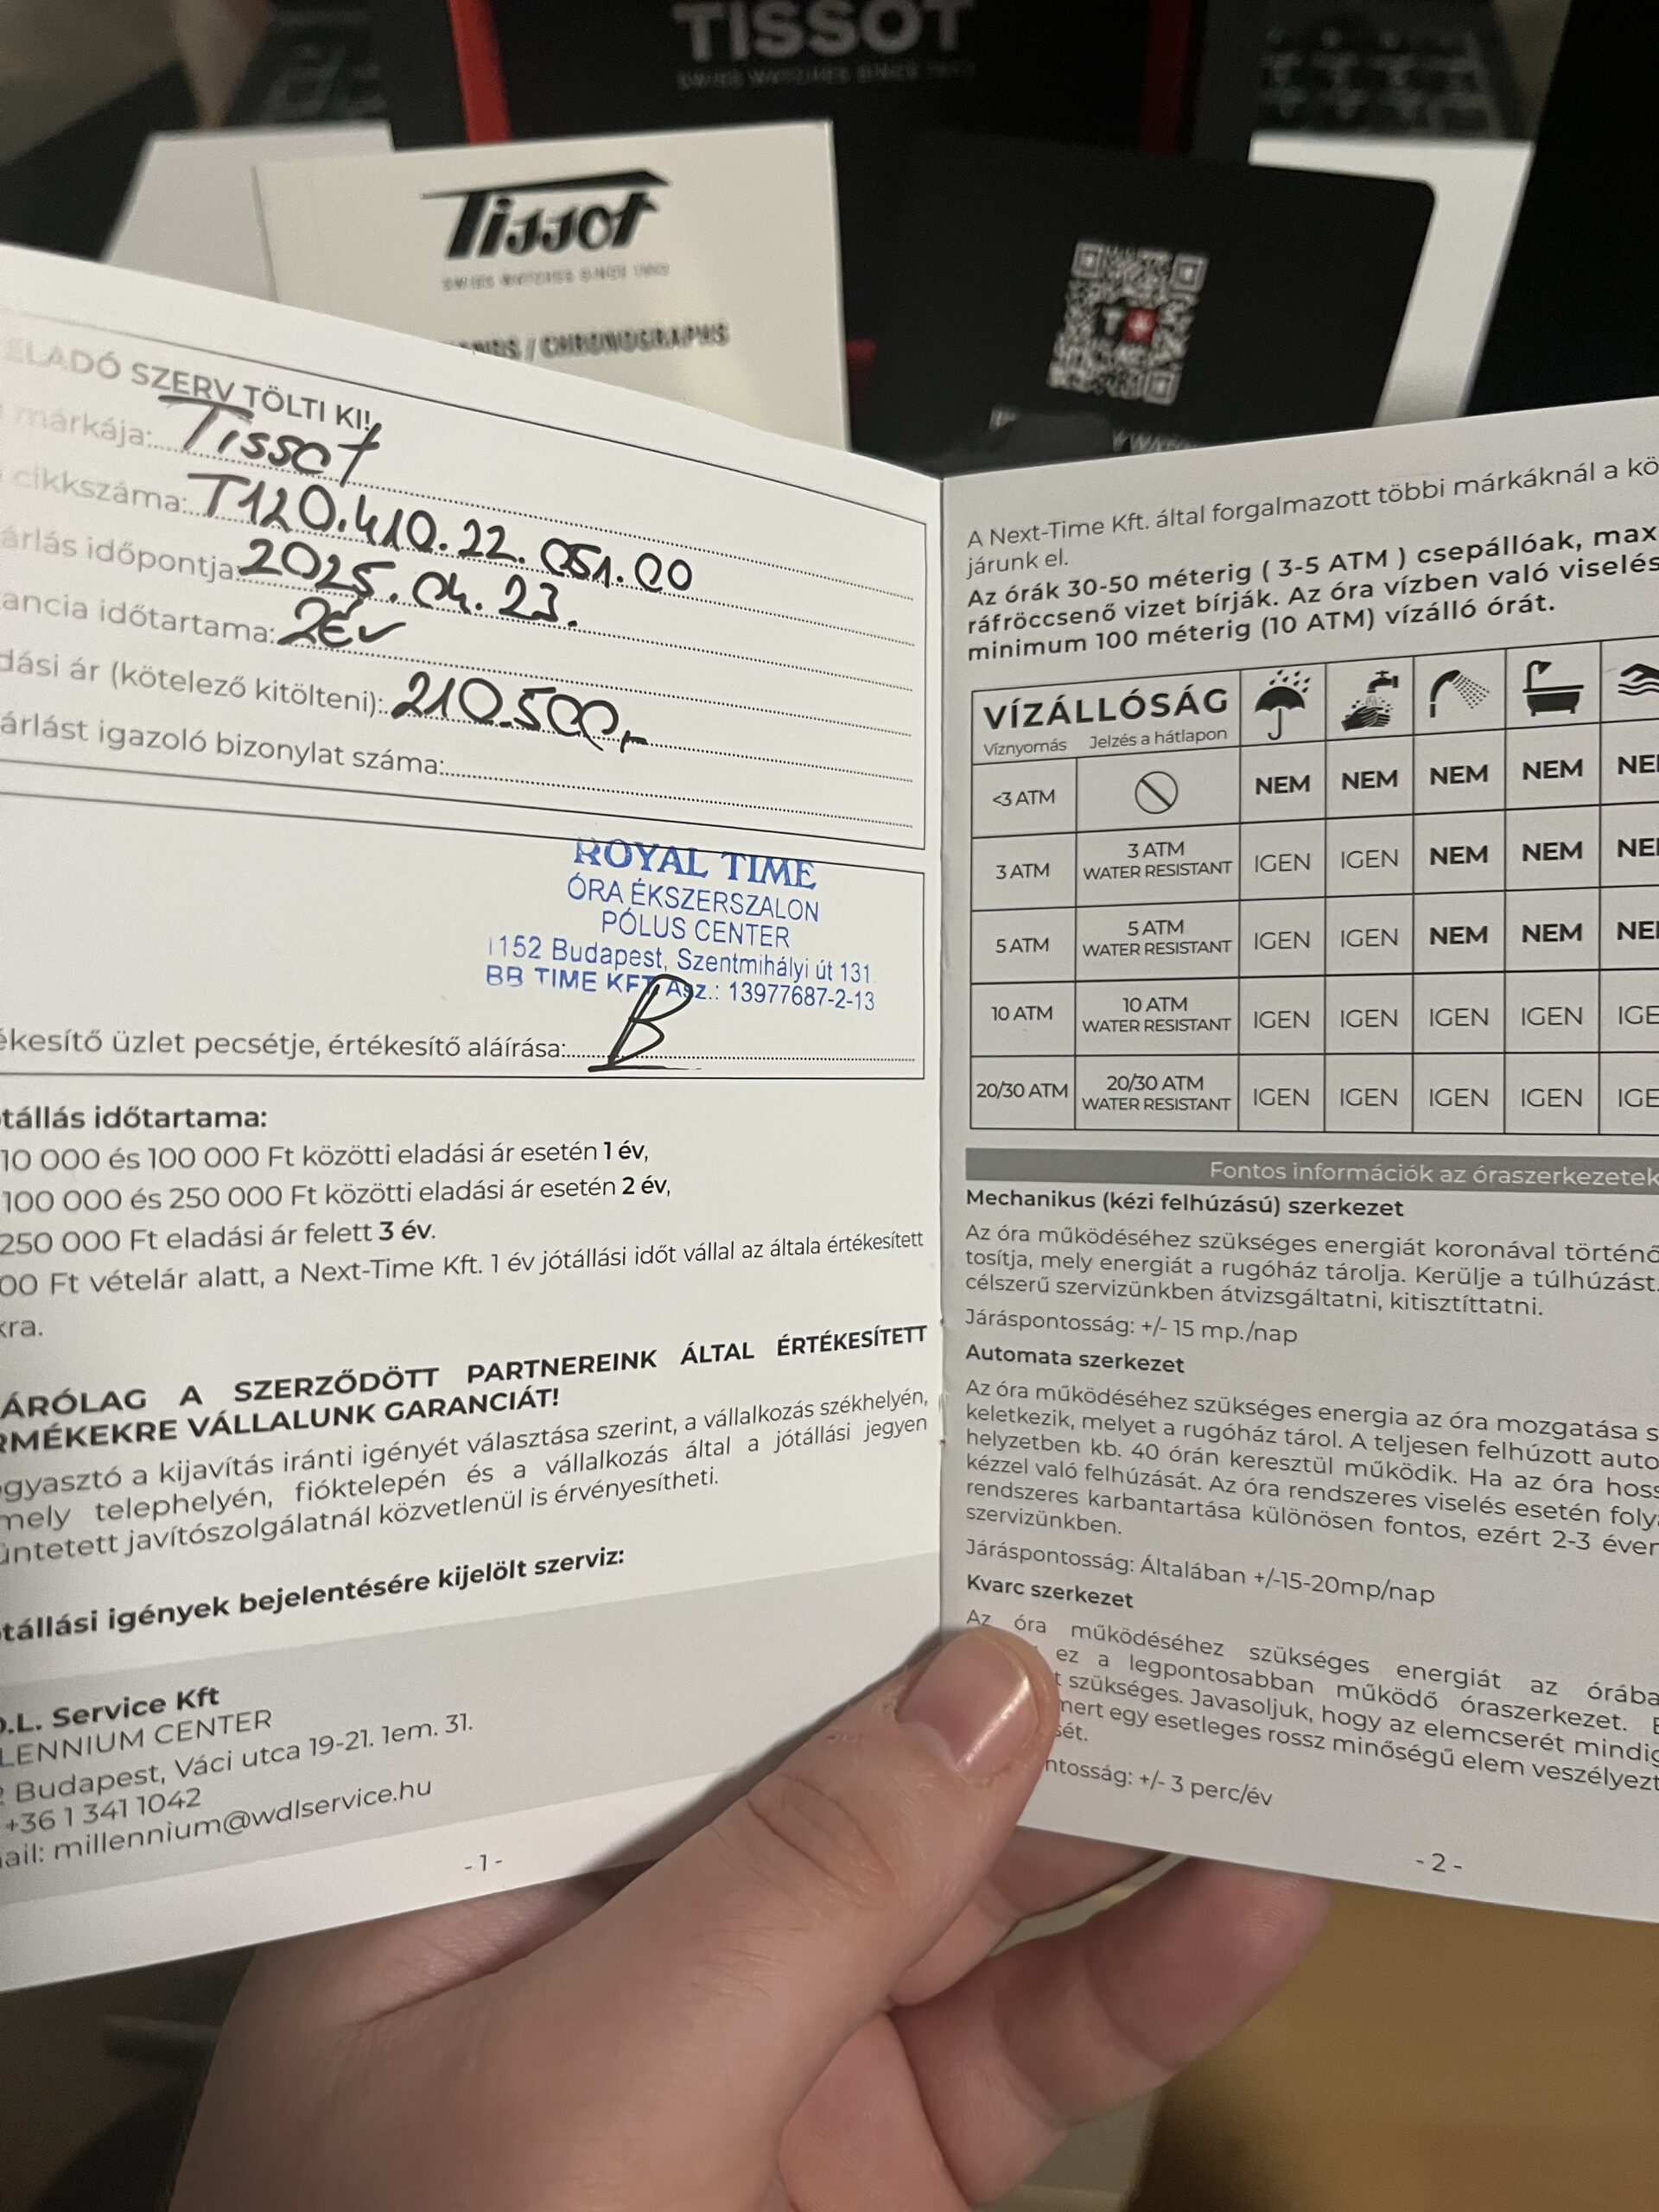 TISSOT
SWISS WATCHES SINCE 1853
Tissot
SWISS WATCHES SINCE 1853
/ CHRONOGRAPHS
ELADÓ SZERV TÖLTI KI!
márkája: Tissot
cikkszáma: T120.410.22.051.00
árlás időpontja: 2025.04.23.
ancia időtartama: 2 év
dási ár (kötelező kitölteni): 210.500,-
árlást igazoló bizonylat száma:
ROYAL TIME
ÓRA ÉKSZERSZALON
PÓLUS CENTER
1152 Budapest, Szentmihályi út 131.
BB TIME KFT. Asz.: 13977687-2-13
ékesítő üzlet pecsétje, értékesítő aláírása: B
tállás időtartama:
10 000 és 100 000 Ft közötti eladási ár esetén 1 év,
100 000 és 250 000 Ft közötti eladási ár esetén 2 év,
250 000 Ft eladási ár felett 3 év.
00 Ft vételár alatt, a Next-Time Kft. 1 év jótállási időt vállal az általa értékesített
kra.
ÁRÓLAG A SZERZŐDÖTT PARTNEREINK ÁLTAL ÉRTÉKESÍTETT
RMÉKEKRE VÁLLALUNK GARANCIÁT!
gyasztó a kijavítás iránti igényét választása szerint, a vállalkozás székhelyén,
mely telephelyén, fióktelepén és a vállalkozás által a jótállási jegyen
üntetett javítószolgálatnál közvetlenül is érvényesítheti.
tállási igények bejelentésére kijelölt szerviz:
D.L. Service Kft
LENNIUM CENTER
Budapest, Váci utca 19-21. 1em. 31.
+36 1 341 1042
ail: millennium@wdlservice.hu
- 1 -
A Next-Time Kft. által forgalmazott többi márkáknál a kö
járunk el.
Az órák 30-50 méterig ( 3-5 ATM ) csepállóak, max
ráfröccsenő vizet bírják. Az óra vízben való viselés
minimum 100 méterig (10 ATM) vízálló órát.
VÍZÁLLÓSÁG
Víznyomás Jelzés a hátlapon
<3 ATM NEM NEM NEM NEM NE
3 ATM 3 ATM WATER RESISTANT IGEN IGEN NEM NEM NE
5 ATM 5 ATM WATER RESISTANT IGEN IGEN NEM NEM NE
10 ATM 10 ATM WATER RESISTANT IGEN IGEN IGEN IGEN IGE
20/30 ATM 20/30 ATM WATER RESISTANT IGEN IGEN IGEN IGEN IGE
Fontos információk az óraszerkezetek
Mechanikus (kézi felhúzású) szerkezet
Az óra működéséhez szükséges energiát koronával történő
tosítja, mely energiát a rugóház tárolja. Kerülje a túlhúzást.
célszerű szervizünkben átvizsgáltatni, kitisztíttatni.
Járáspontosság: +/- 15 mp./nap
Automata szerkezet
Az óra működéséhez szükséges energia az óra mozgatása s
keletkezik, melyet a rugóház tárol. A teljesen felhúzott auto
helyzetben kb. 40 órán keresztül működik. Ha az óra hoss
kézzel való felhúzását. Az óra rendszeres viselés esetén foly
rendszeres karbantartása különösen fontos, ezért 2-3 éven
szervizünkben.
Járáspontosság: Általában +/-15-20mp/nap
Kvarc szerkezet
Az óra működéséhez szükséges energiát az órába
ez a legpontosabban működő óraszerkezet. E
szükséges. Javasoljuk, hogy az elemcserét mindig
mert egy esetleges rossz minőségű elem veszélyezt
sét.
ntosság: +/- 3 perc/év
- 2 -